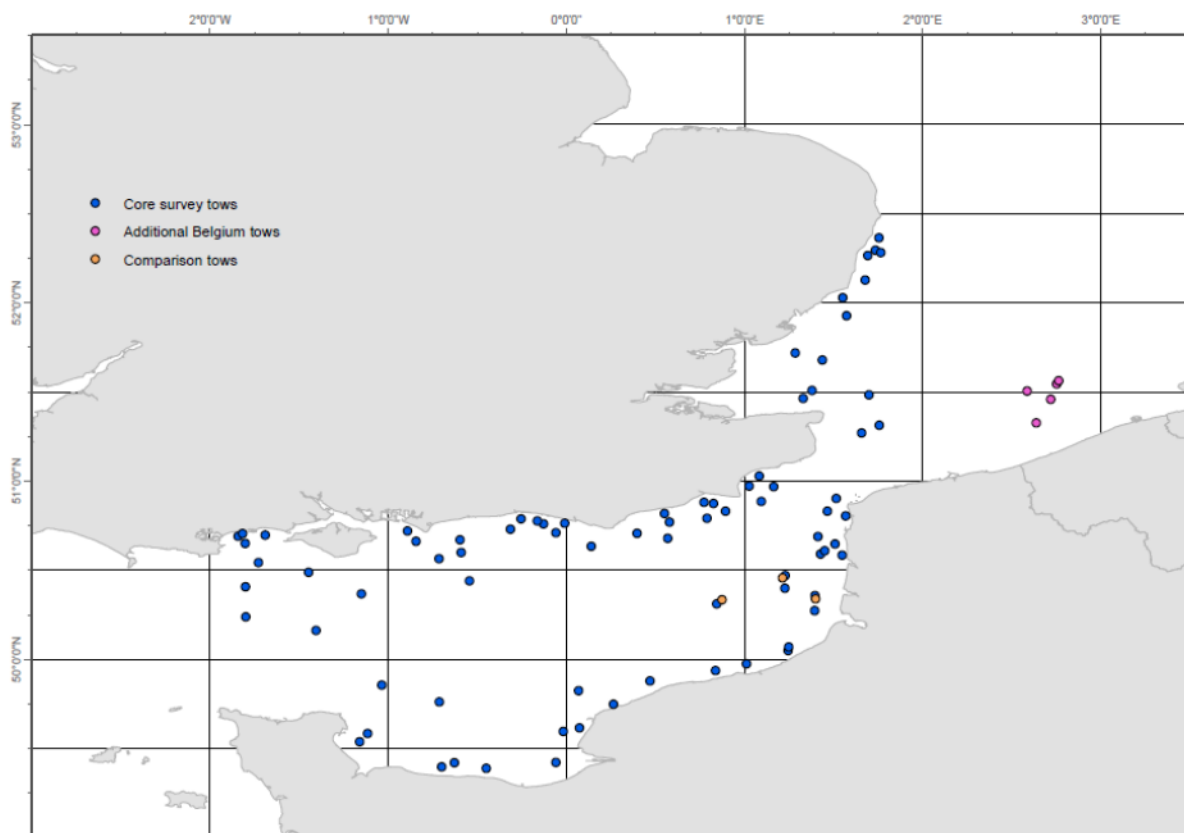 2°0'0"W 1°0'0"W 0°0'0" 1°0'0"E 2°0'0"E 3°0'0"E
53°0'0"N
Core survey tows
Additional Belgium tows
Comparison tows
52°0'0"N
51°0'0"N
50°0'0"N